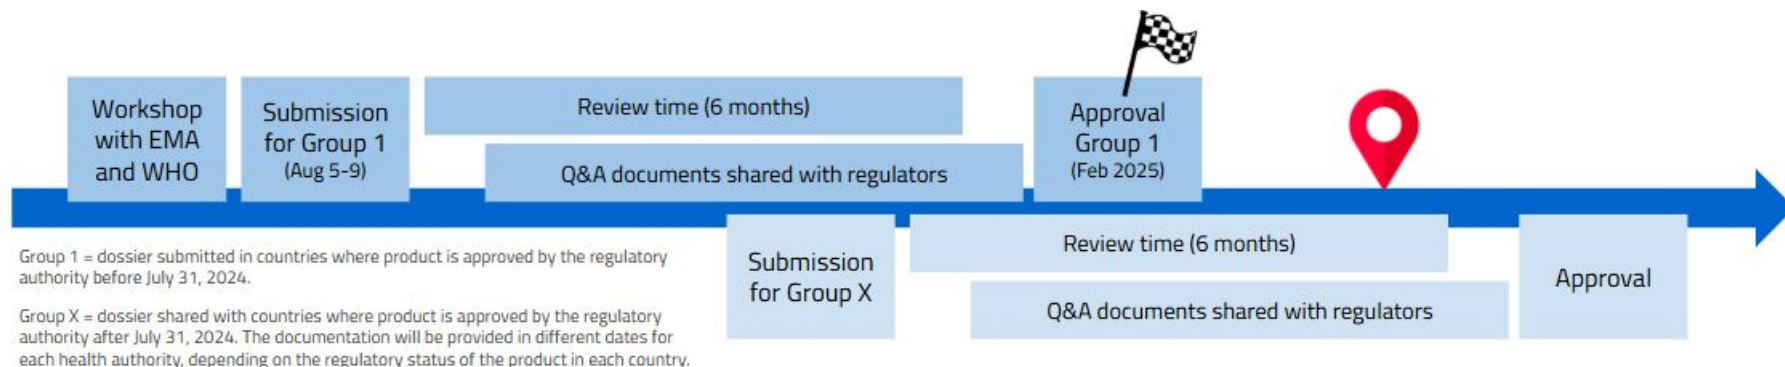 Workshop
with EMA
and WHO
Submission
for Group 1
(Aug 5-9)
Review time (6 months)
Q&A documents shared with regulators
Approval
Group 1
(Feb 2025)
Group 1 = dossier submitted in countries where product is approved by the regulatory
authority before July 31, 2024.
Group X = dossier shared with countries where product is approved by the regulatory
authority after July 31, 2024. The documentation will be provided in different dates for
each health authority, depending on the regulatory status of the product in each country.
Submission
for Group X
Review time (6 months)
Q&A documents shared with regulators
Approval